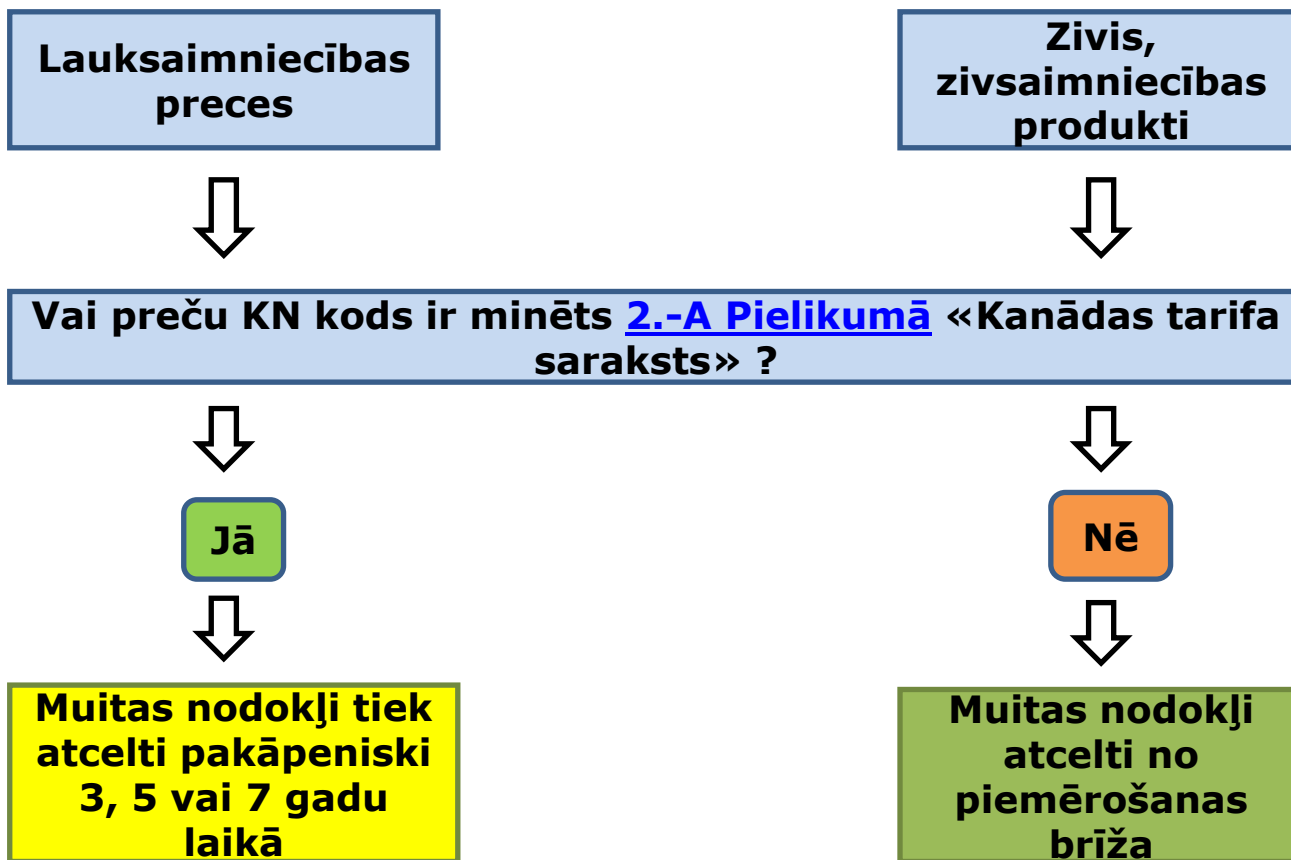 Lauksaimniecības
preces
Zivis,
zivsaimniecības
produkti
Vai preču KN kods ir minēts 2.-A Pielikumā «Kanādas tarifa
saraksts» ?
Jā
Nē
Muitas nodokļi tiek
atcelti pakāpeniski
3, 5 vai 7 gadu
laikā
Muitas nodokļi
atcelti no
piemērošanas
brīža